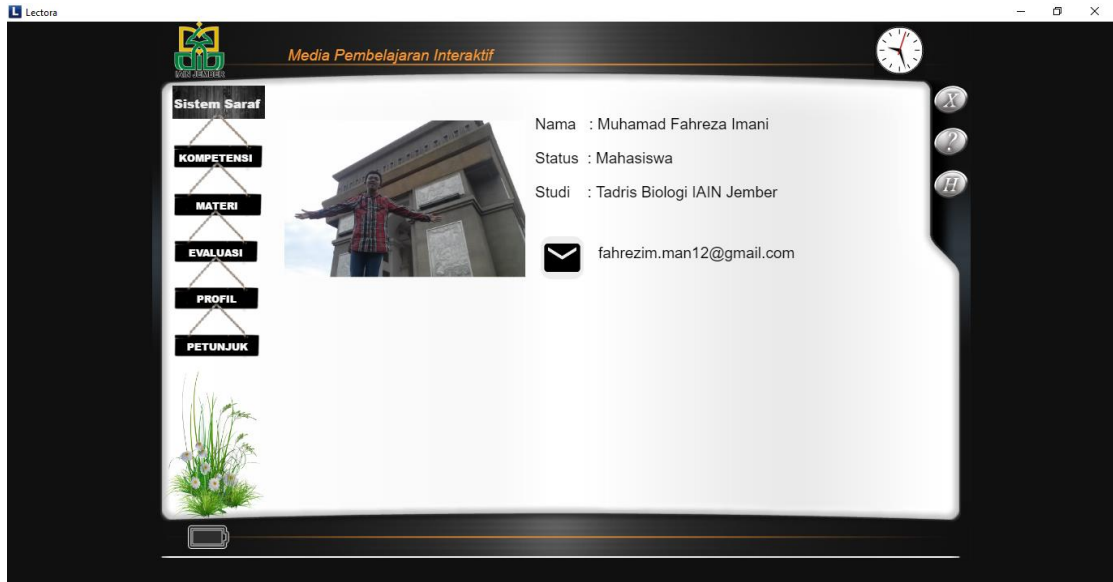 Lectora
IAIN JEMBER
Media Pembelajaran Interaktif
Sistem Saraf
KOMPETENSI
MATERI
EVALUASI
PROFIL
PETUNJUK
Nama : Muhamad Fahreza Imani
Status : Mahasiswa
Studi : Tadris Biologi IAIN Jember
fahrezim.man12@gmail.com
X
?
H